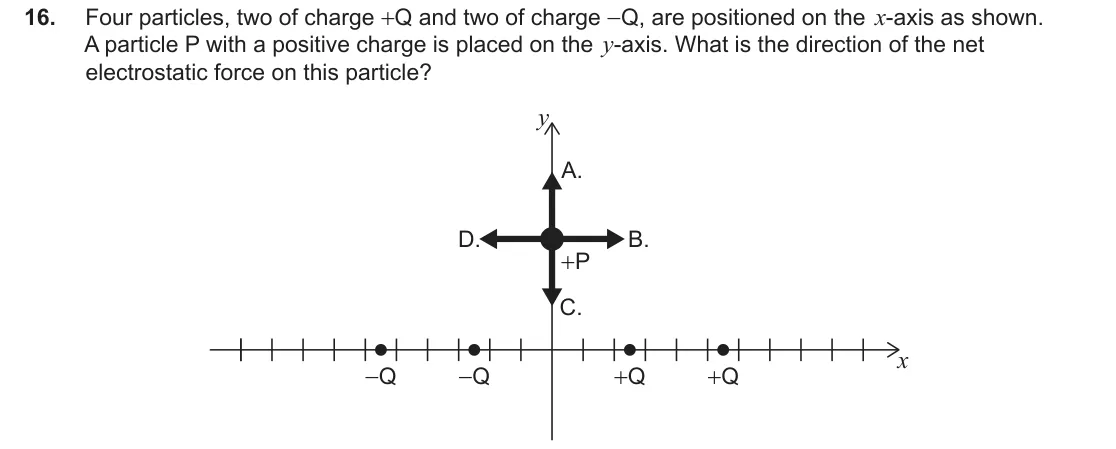 16. Four particles, two of charge +Q and two of charge –Q, are positioned on the x-axis as shown.
A particle P with a positive charge is placed on the y-axis. What is the direction of the net
electrostatic force on this particle?
y
A.
D. B.
+P
C.
x
–Q –Q +Q +Q